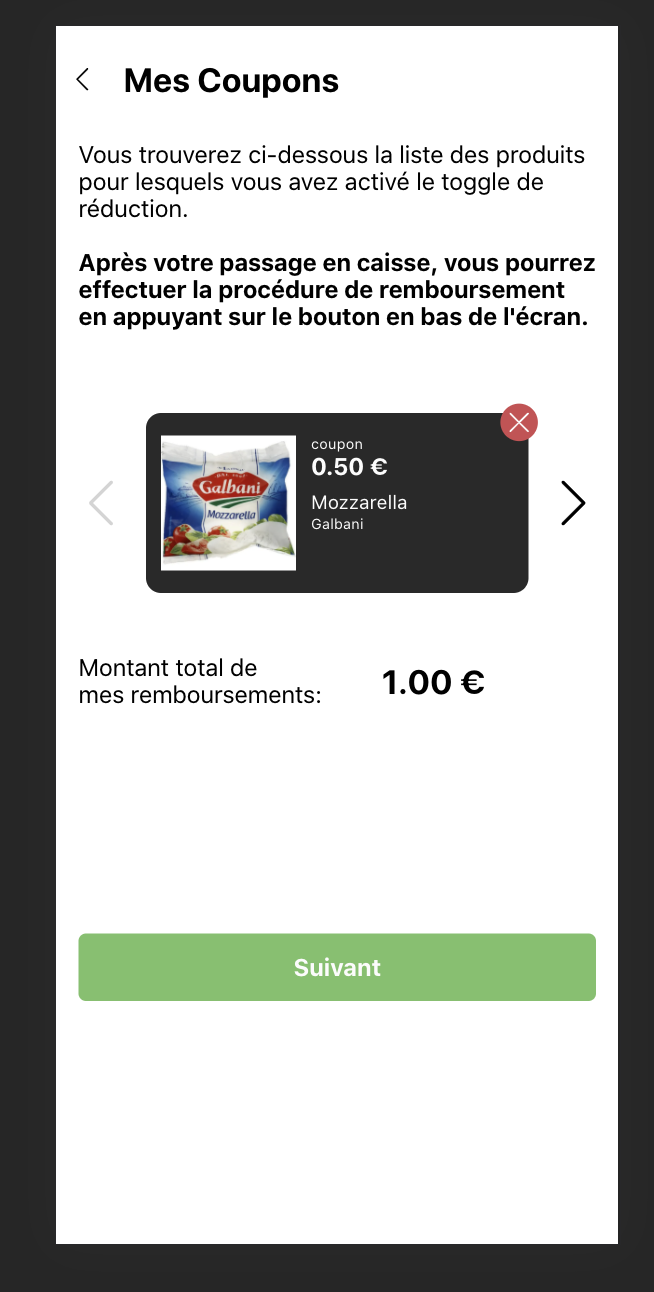 Mes Coupons
Vous trouverez ci-dessous la liste des produits
pour lesquels vous avez activé le toggle de
réduction.
Après votre passage en caisse, vous pourrez
effectuer la procédure de remboursement
en appuyant sur le bouton en bas de l'écran.
coupon
0.50 €
Mozzarella
Galbani
Galbani
Mozzarella
Montant total de
mes remboursements:
1.00 €
Suivant